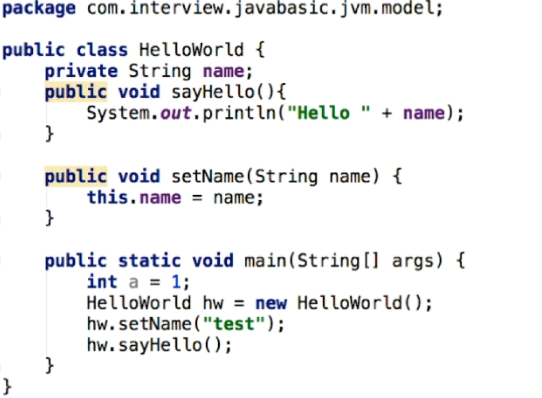 package com.interview.javabasic.jvm.model;
public class HelloWorld {
private String name;
public void sayHello(){
System.out.println("Hello " + name);
}
public void setName(String name) {
this.name = name;
}
public static void main(String[] args) {
int a = 1;
HelloWorld hw = new HelloWorld();
hw.setName("test");
hw.sayHello();
}
}